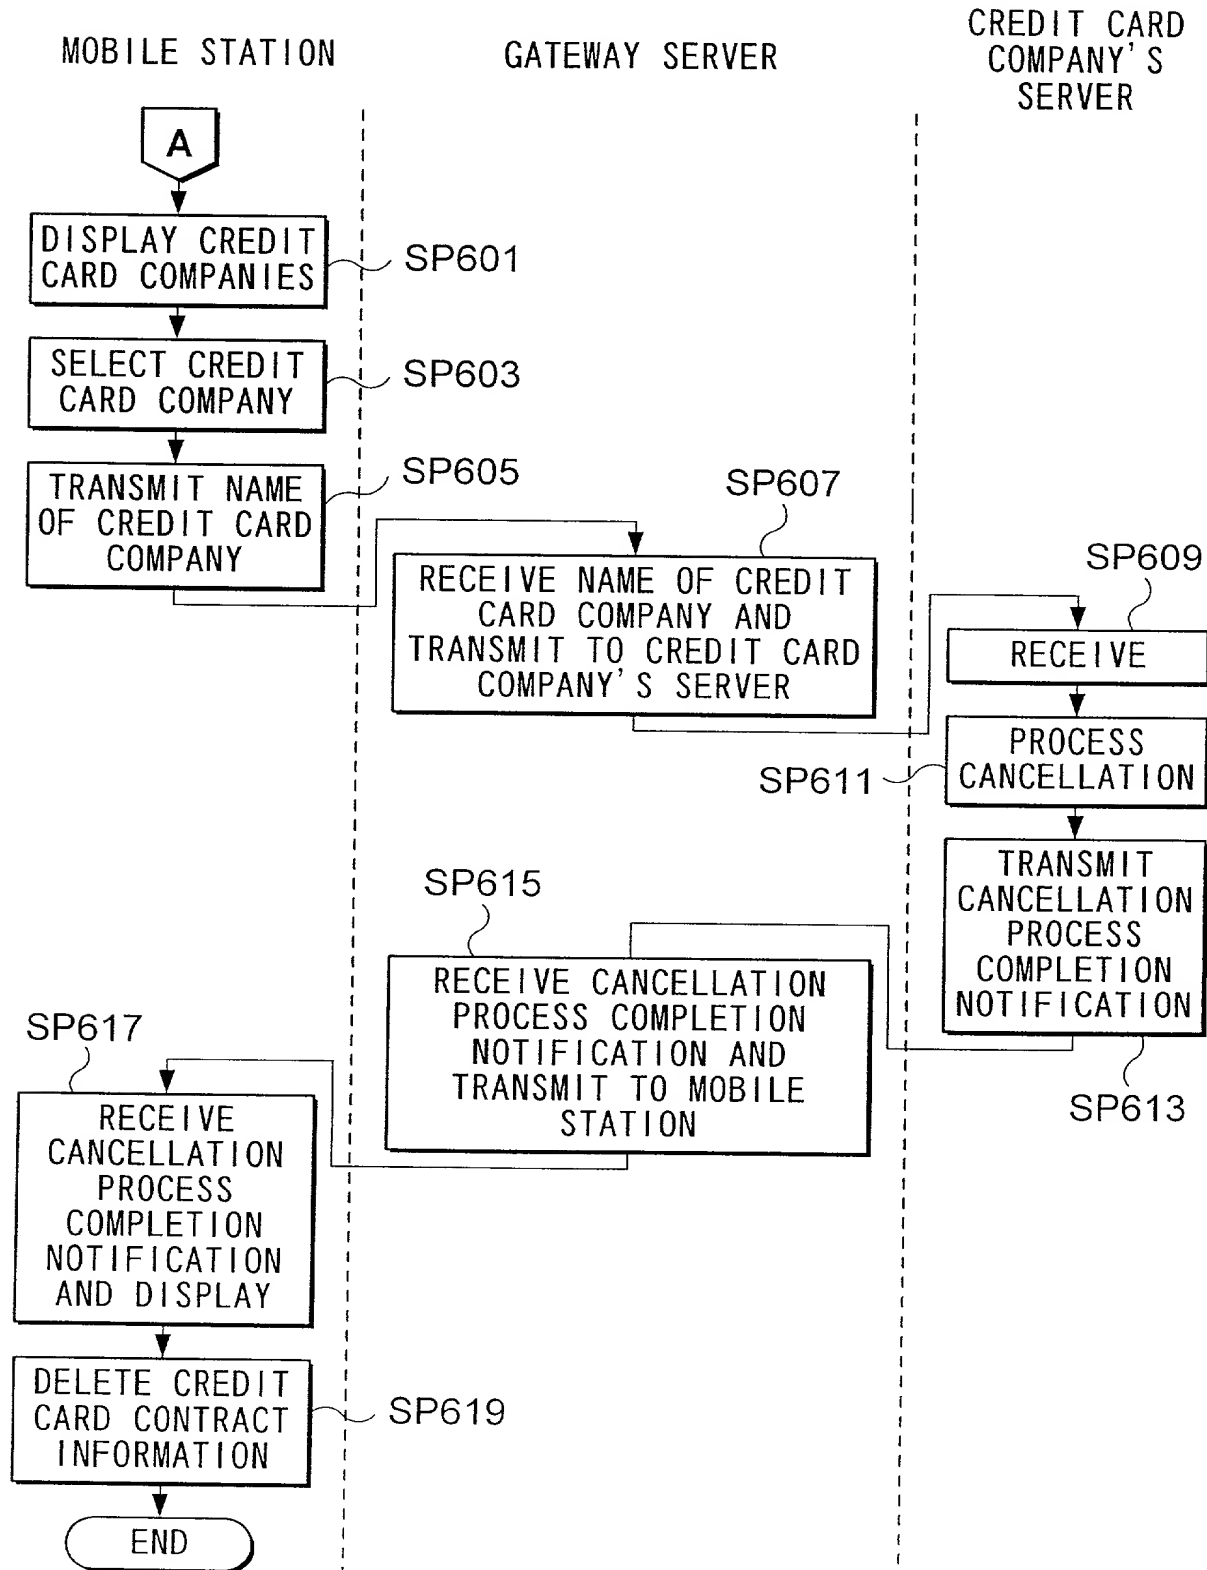 MOBILE STATION
GATEWAY SERVER
CREDIT CARD
COMPANY'S
SERVER
A
DISPLAY CREDIT
CARD COMPANIES
SP601
SELECT CREDIT
CARD COMPANY
SP603
TRANSMIT NAME
OF CREDIT CARD
COMPANY
SP605
SP607
RECEIVE NAME OF CREDIT
CARD COMPANY AND
TRANSMIT TO CREDIT CARD
COMPANY'S SERVER
SP609
RECEIVE
PROCESS
CANCELLATION
SP611
TRANSMIT
CANCELLATION
PROCESS
COMPLETION
NOTIFICATION
SP613
SP615
RECEIVE CANCELLATION
PROCESS COMPLETION
NOTIFICATION AND
TRANSMIT TO MOBILE
STATION
SP617
RECEIVE
CANCELLATION
PROCESS
COMPLETION
NOTIFICATION
AND DISPLAY
DELETE CREDIT
CARD CONTRACT
INFORMATION
SP619
END